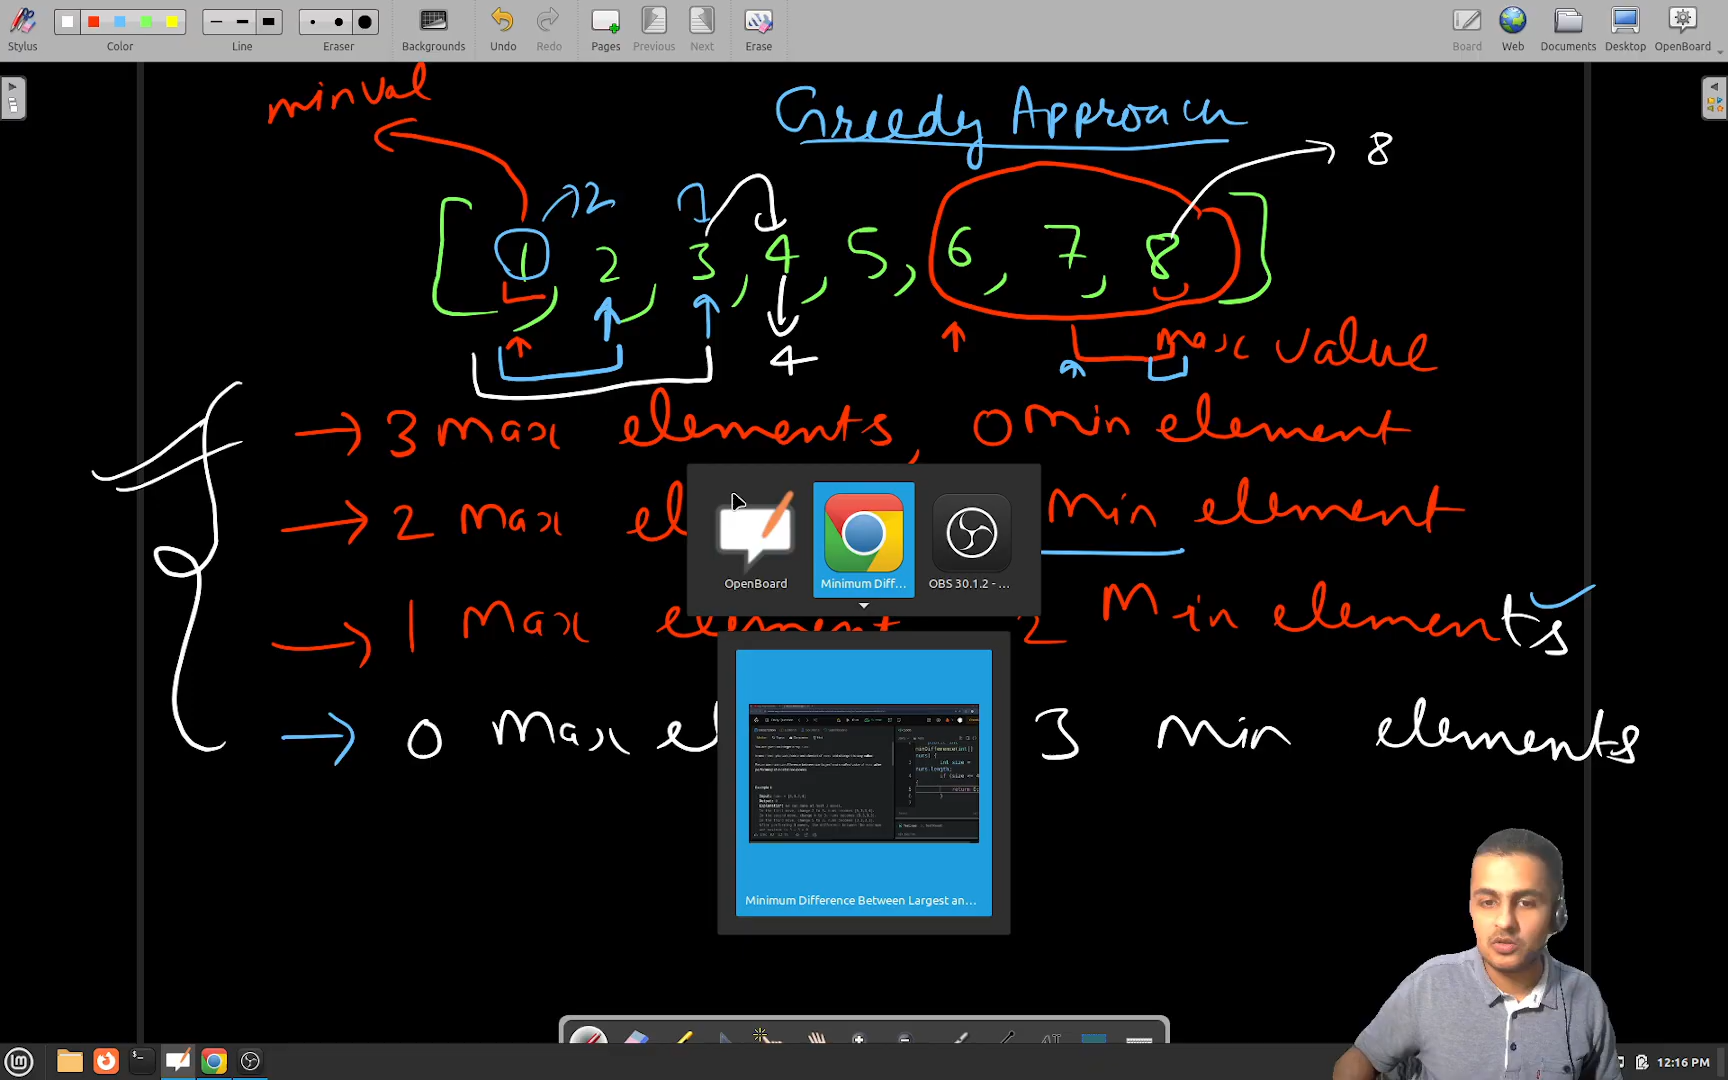 Stylus Color Line Eraser Backgrounds Undo Redo Pages Previous Next Erase Board Web Documents Desktop OpenBoard
minval
Greedy Approach
8
2
[1, 2, 3, 4, 5, 6, 7, 8]
4
max value
→ 3 max elements, 0 min element
→ 2 max el min element
→ 1 Max element 2 Min elements
→ 0 Max el 3 Min elements
OpenBoard Minimum Diff... OBS 30.1.2 - ...
Minimum Difference Between Largest an...
12:16 PM